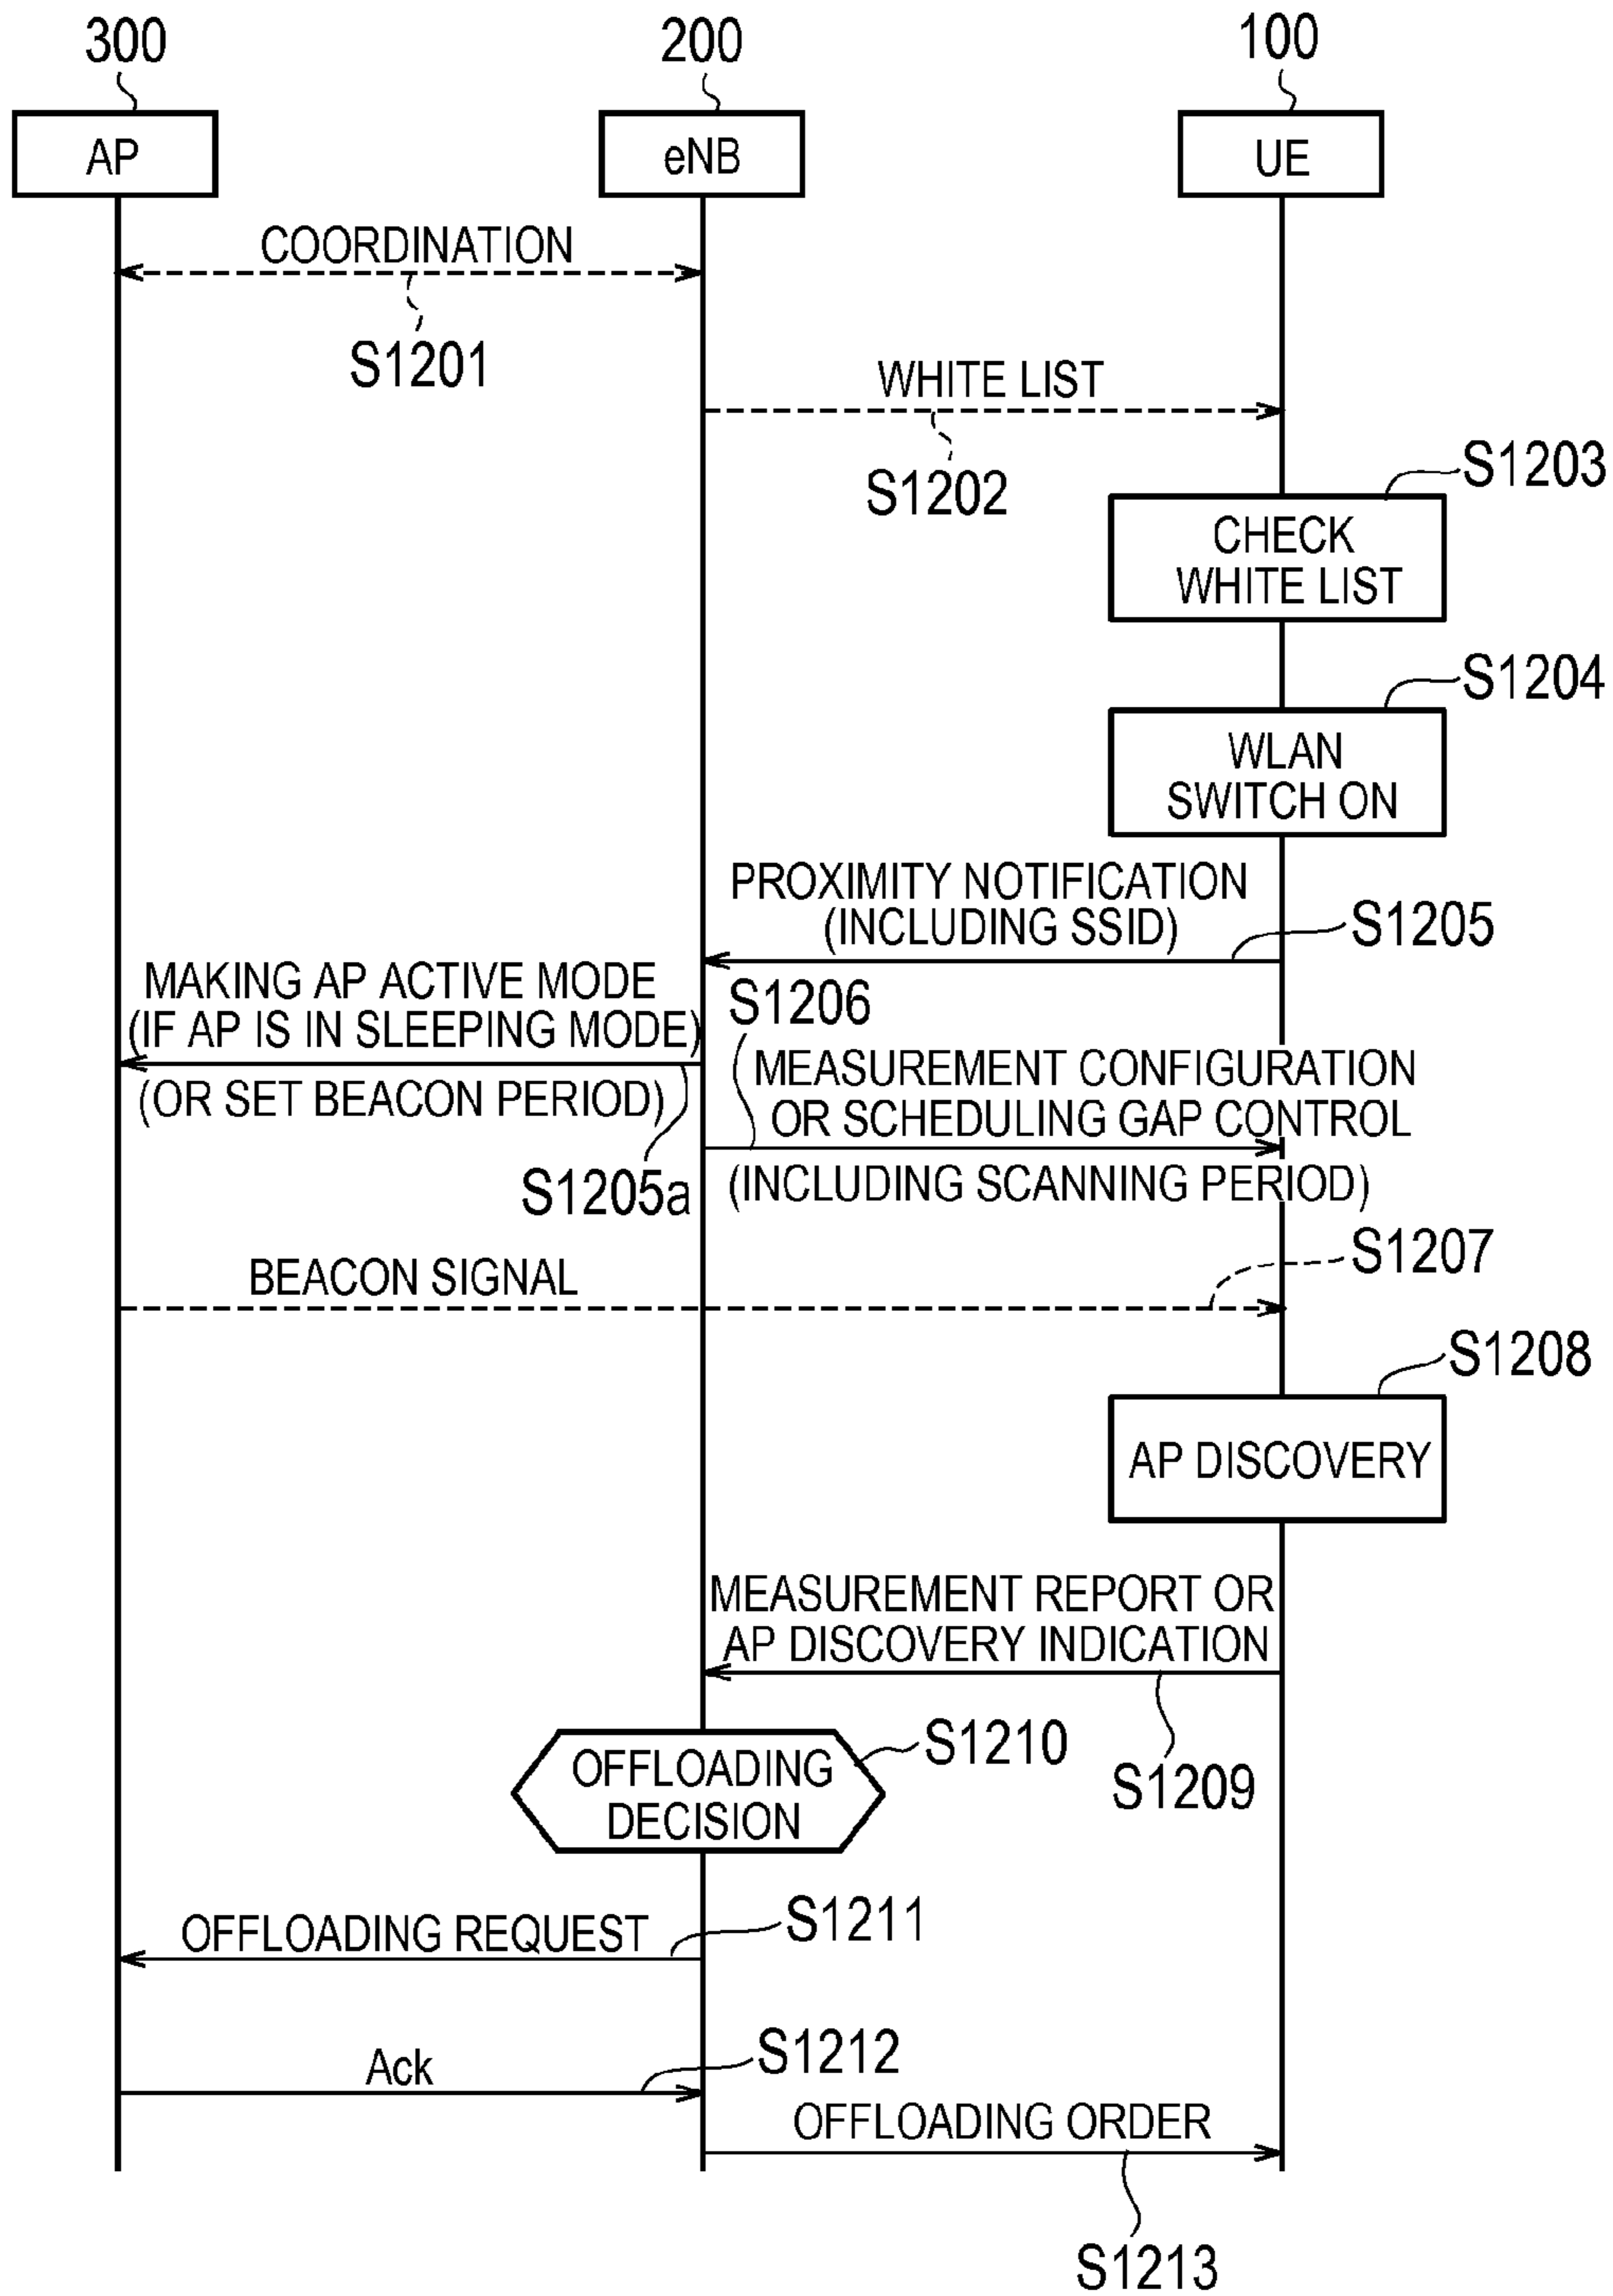 300
200
100
AP
eNB
UE
COORDINATION
S1201
WHITE LIST
S1202
S1203
CHECK
WHITE LIST
S1204
WLAN
SWITCH ON
PROXIMITY NOTIFICATION
(INCLUDING SSID)
S1205
MAKING AP ACTIVE MODE
(IF AP IS IN SLEEPING MODE)
(OR SET BEACON PERIOD)
S1205a
S1206
MEASUREMENT CONFIGURATION
OR SCHEDULING GAP CONTROL
(INCLUDING SCANNING PERIOD)
S1207
BEACON SIGNAL
S1208
AP DISCOVERY
MEASUREMENT REPORT OR
AP DISCOVERY INDICATION
S1209
S1210
OFFLOADING
DECISION
OFFLOADING REQUEST
S1211
Ack
S1212
OFFLOADING ORDER
S1213